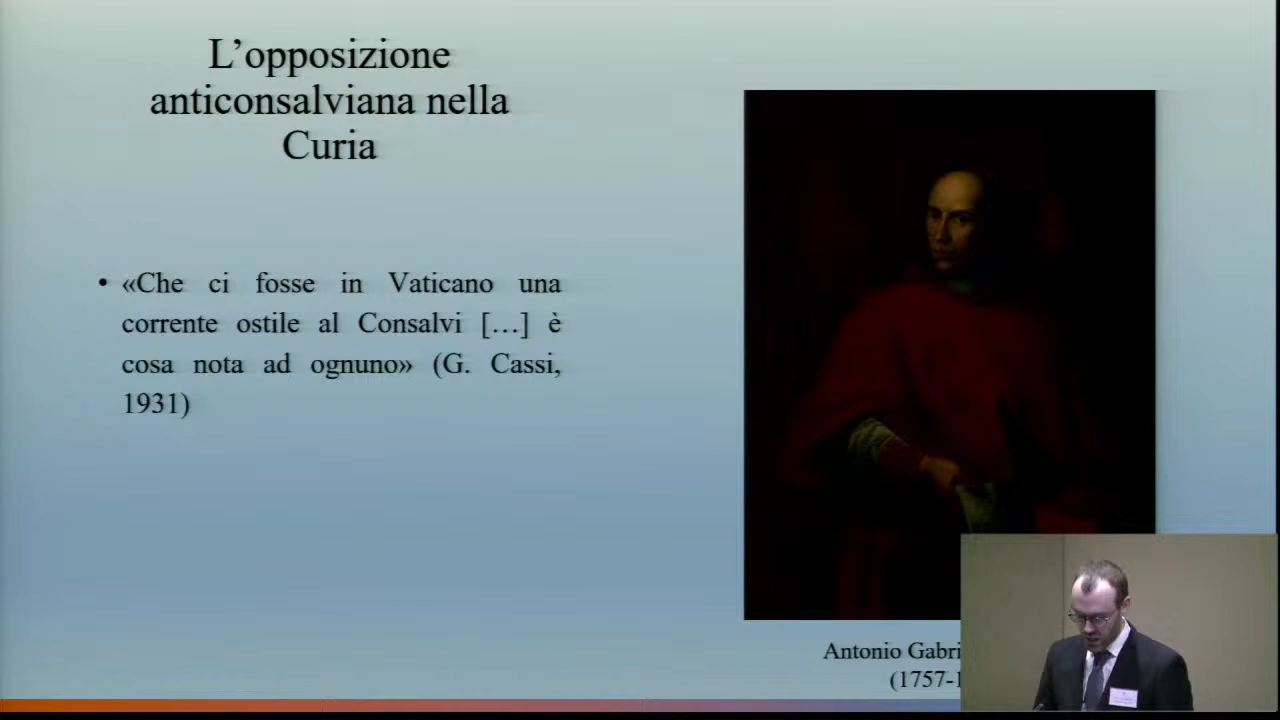 L’opposizione
anticonsalviana nella
Curia
• «Che ci fosse in Vaticano una
corrente ostile al Consalvi […] è
cosa nota ad ognuno» (G. Cassi,
1931)
Antonio Gabri
(1757-1